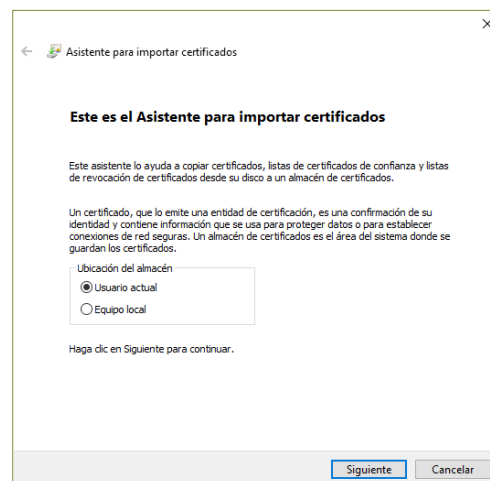 Asistente para importar certificados
Este es el Asistente para importar certificados
Este asistente lo ayuda a copiar certificados, listas de certificados de confianza y listas
de revocación de certificados desde su disco a un almacén de certificados.
Un certificado, que lo emite una entidad de certificación, es una confirmación de su
identidad y contiene información que se usa para proteger datos o para establecer
conexiones de red seguras. Un almacén de certificados es el área del sistema donde se
guardan los certificados.
Ubicación del almacén
Usuario actual
Equipo local
Haga clic en Siguiente para continuar.
Siguiente
Cancelar